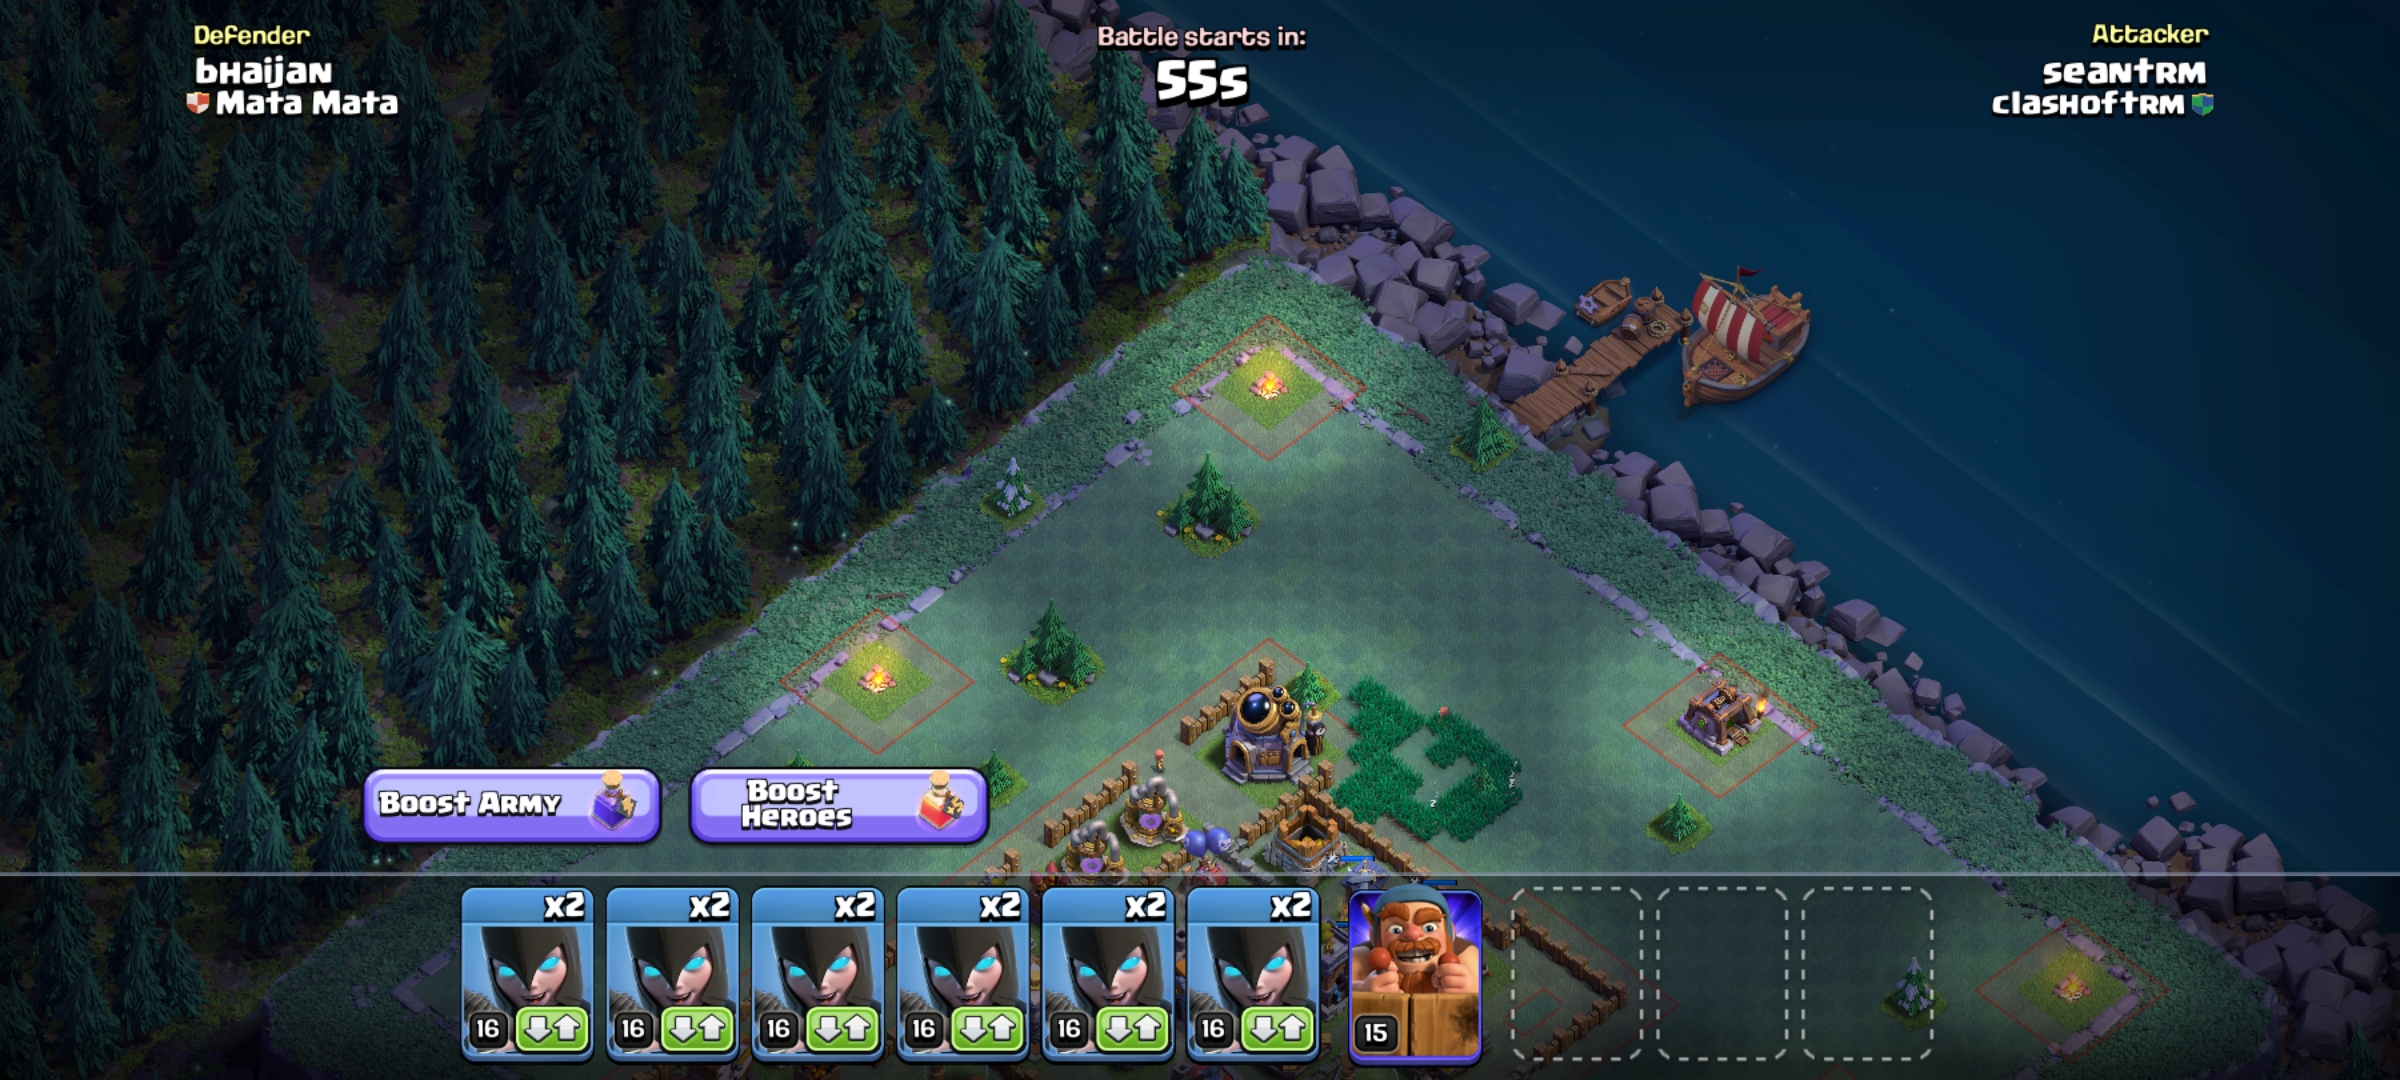 Defender
bhaijan
Mata Mata
Battle starts in:
55s
Attacker
seantrm
clashoftrm
Boost Army
Boost
Heroes
x2
x2
x2
x2
x2
x2
16
16
16
16
16
16
15